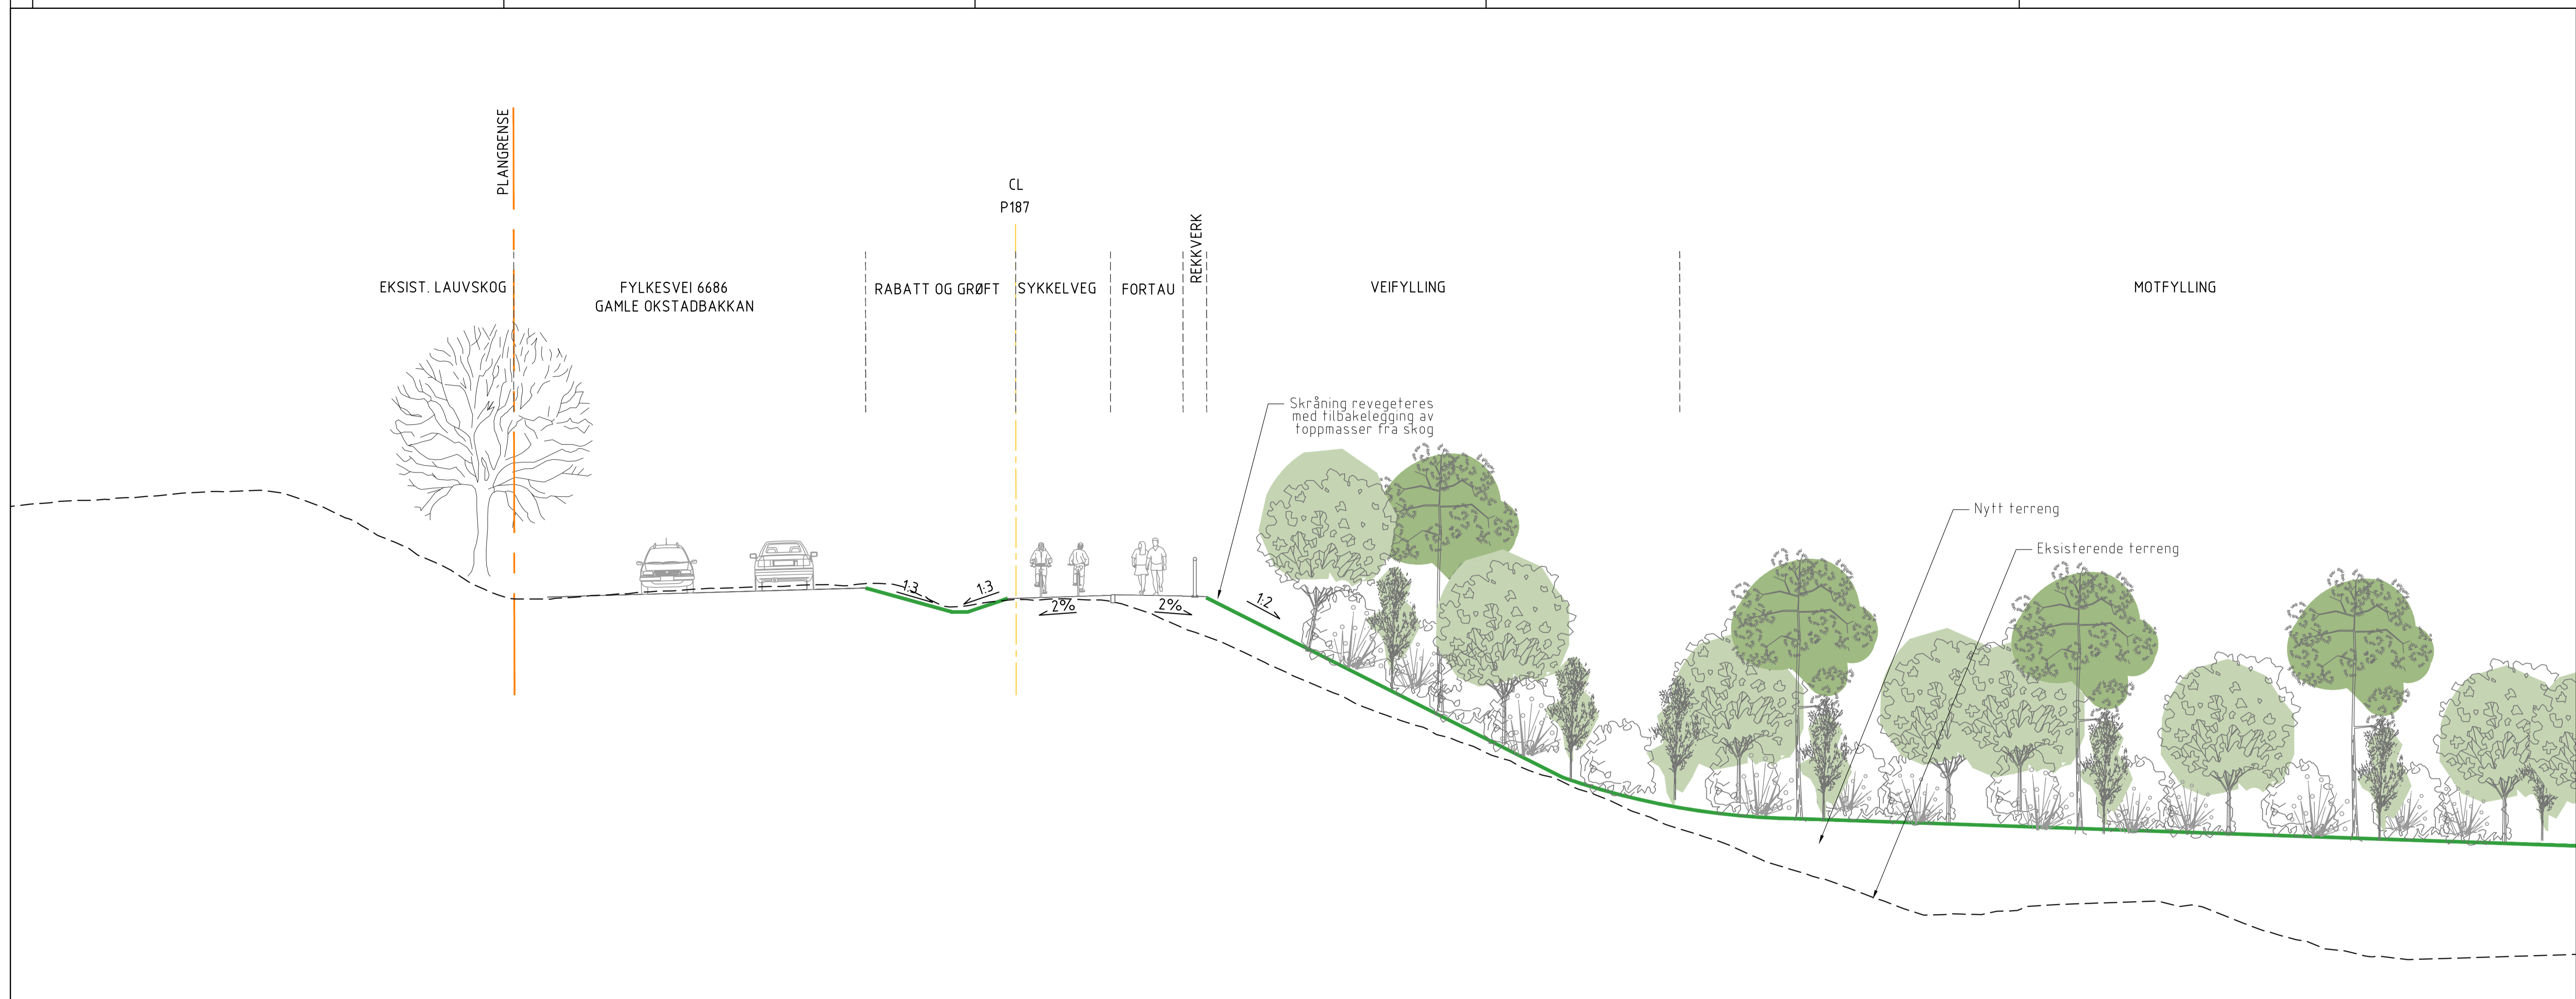 PLANGRENSE
CL
P187
REKKVERK
EKSIST. LAUVSKOG
FYLKESVEI 6686
GAMLE OKSTADBAKKAN
RABATT OG GRØFT
SYKKELVEG
FORTAU
VEIFYLLING
MOTFYLLING
Skråning revegeteres
med tilbakelegging av
toppmasser fra skog
Nytt terreng
Eksisterende terreng
1:3
1:3
2%
2%
1:2